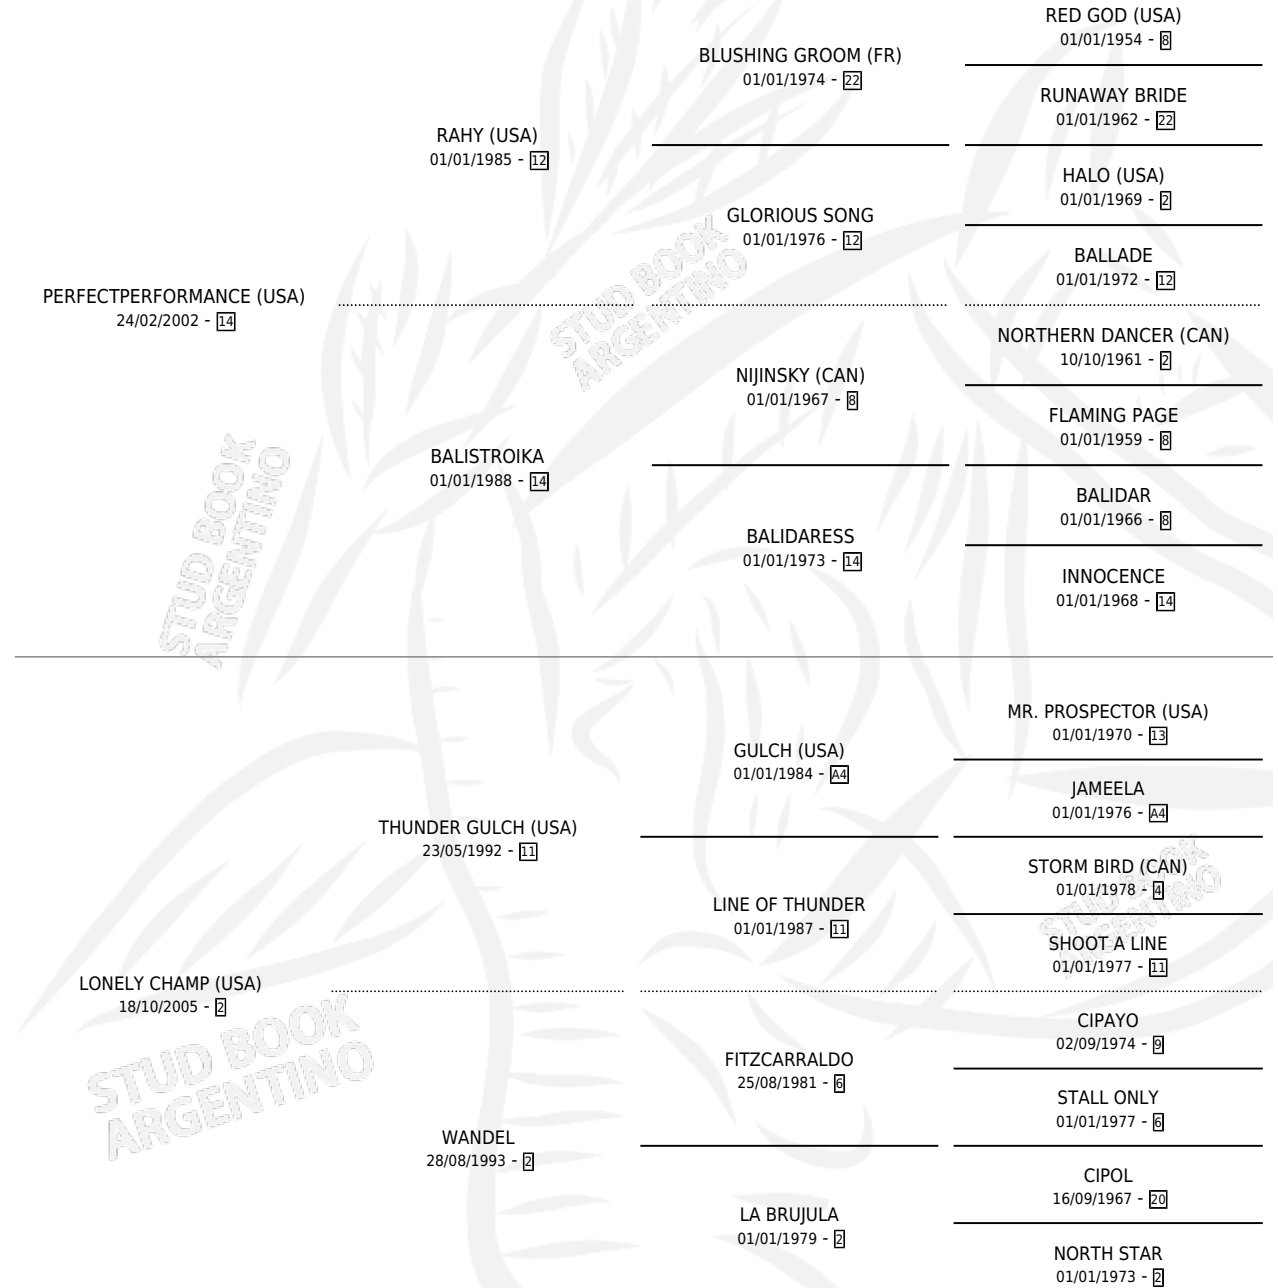 RED GOD (USA)
01/01/1954 - 8
BLUSHING GROOM (FR)
01/01/1974 - 22
RUNAWAY BRIDE
01/01/1962 - 22
RAHY (USA)
01/01/1985 - 12
HALO (USA)
01/01/1969 - 2
GLORIOUS SONG
01/01/1976 - 12
BALLADE
01/01/1972 - 12
PERFECTPERFORMANCE (USA)
24/02/2002 - 14
STUD BOOK
ARGENTINO
NORTHERN DANCER (CAN)
10/10/1961 - 2
NIJINSKY (CAN)
01/01/1967 - 8
FLAMING PAGE
01/01/1959 - 8
BALISTROIKA
01/01/1988 - 14
BALIDAR
01/01/1966 - 8
BALIDARESS
01/01/1973 - 14
INNOCENCE
01/01/1968 - 14
STUD BOOK
ARGENTINO
MR. PROSPECTOR (USA)
01/01/1970 - 13
GULCH (USA)
01/01/1984 - A4
JAMEELA
01/01/1976 - A4
THUNDER GULCH (USA)
23/05/1992 - 11
STORM BIRD (CAN)
01/01/1978 - 4
LINE OF THUNDER
01/01/1987 - 11
STUD BOOK
ARGENTINO
SHOOT A LINE
01/01/1977 - 11
LONELY CHAMP (USA)
18/10/2005 - 2
CIPAYO
02/09/1974 - 9
FITZCARRALDO
25/08/1981 - 6
STALL ONLY
01/01/1977 - 6
STUD BOOK
ARGENTINO
WANDEL
28/08/1993 - 2
CIPOL
16/09/1967 - 20
LA BRUJULA
01/01/1979 - 2
NORTH STAR
01/01/1973 - 2